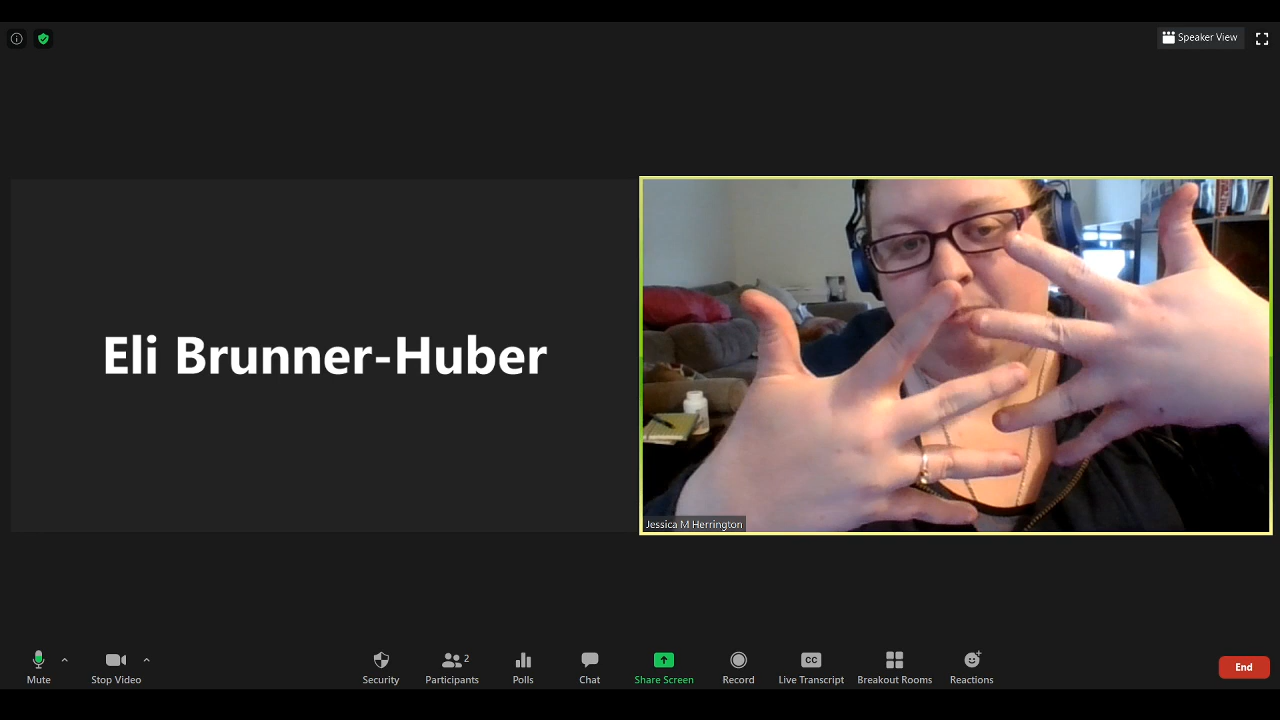 Speaker View
Eli Brunner-Huber
Jessica M Herrington
Mute
Stop Video
Security
Participants
2
Polls
Chat
Share Screen
Record
CC
Live Transcript
Breakout Rooms
Reactions
End